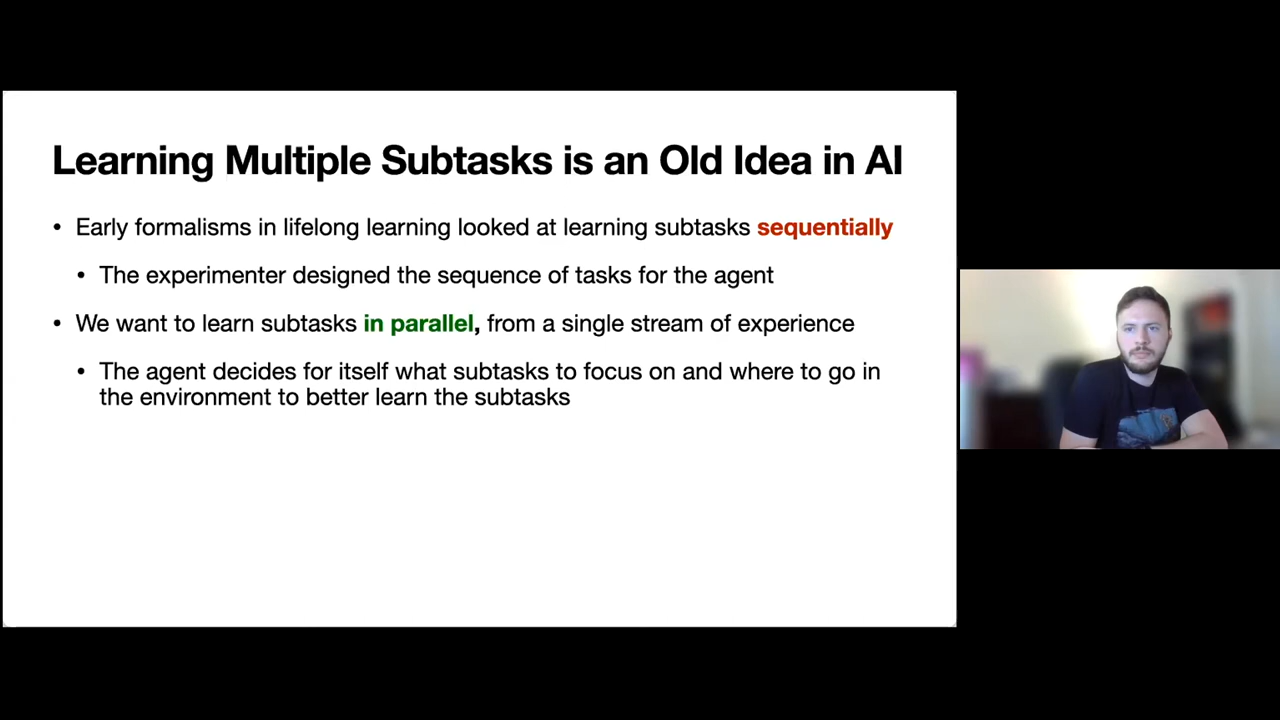 Learning Multiple Subtasks is an Old Idea in AI
• Early formalisms in lifelong learning looked at learning subtasks sequentially
• The experimenter designed the sequence of tasks for the agent
• We want to learn subtasks in parallel, from a single stream of experience
• The agent decides for itself what subtasks to focus on and where to go in
the environment to better learn the subtasks